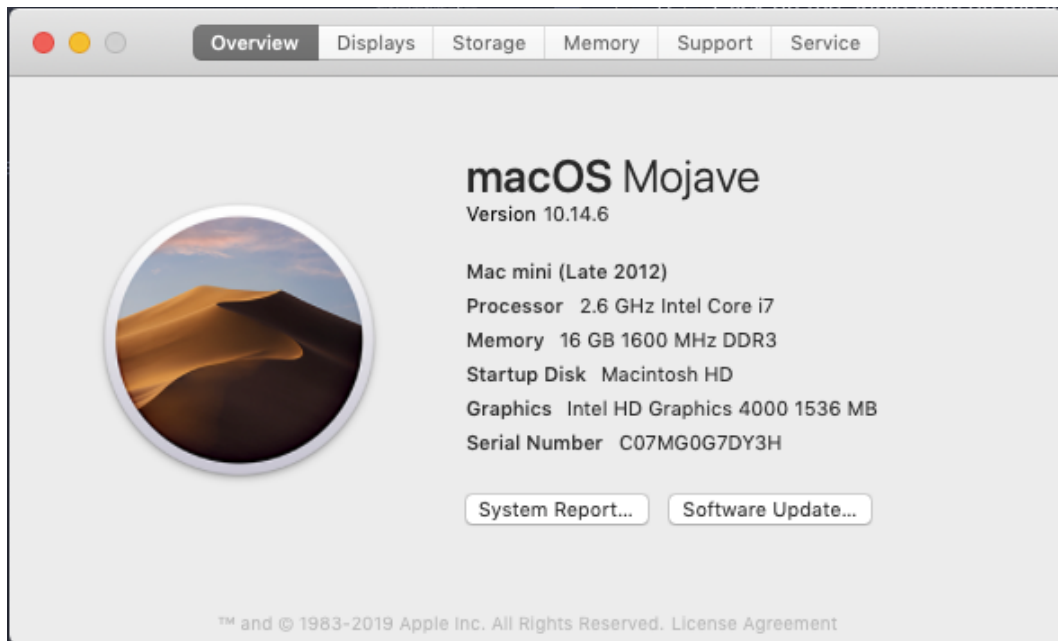 Overview Displays Storage Memory Support Service
macOS Mojave
Version 10.14.6
Mac mini (Late 2012)
Processor 2.6 GHz Intel Core i7
Memory 16 GB 1600 MHz DDR3
Startup Disk Macintosh HD
Graphics Intel HD Graphics 4000 1536 MB
Serial Number C07MG0G7DY3H
System Report... Software Update...
™ and © 1983-2019 Apple Inc. All Rights Reserved. License Agreement